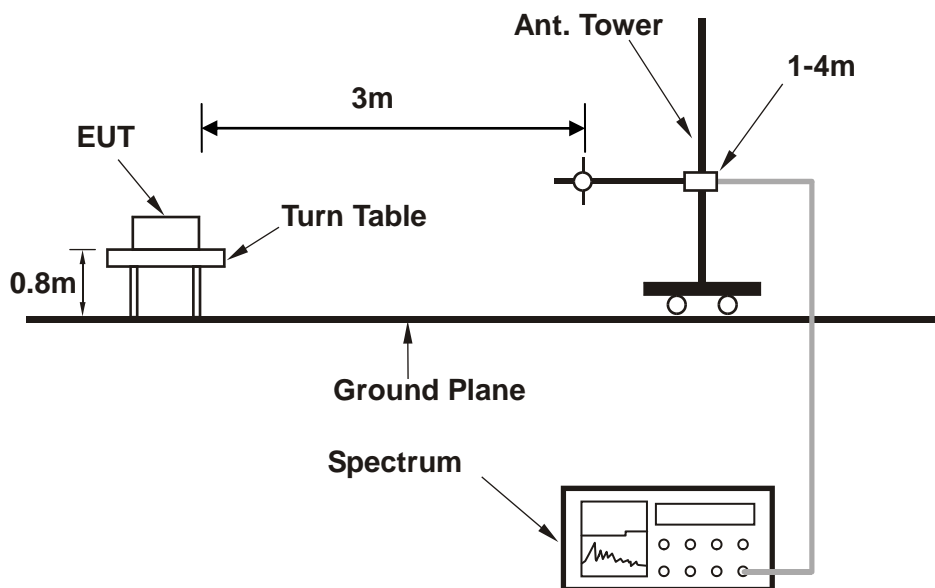 Ant. Tower
1-4m
3m
EUT
Turn Table
0.8m
Ground Plane
Spectrum